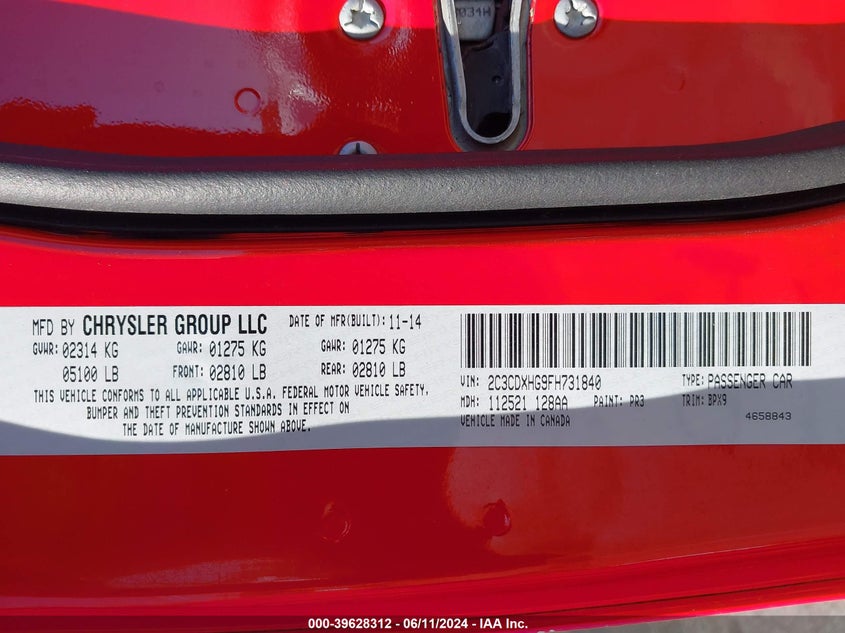 034H
MFD BY CHRYSLER GROUP LLC DATE OF MFR(BUILT): 11-14
GVWR: 02314 KG GAWR: 01275 KG GAWR: 01275 KG
05100 LB FRONT: 02810 LB REAR: 02810 LB
THIS VEHICLE CONFORMS TO ALL APPLICABLE U.S.A. FEDERAL MOTOR VEHICLE SAFETY,
BUMPER AND THEFT PREVENTION STANDARDS IN EFFECT ON
THE DATE OF MANUFACTURE SHOWN ABOVE.
VIN: 2C3CDXHG9FH731840 TYPE: PASSENGER CAR
MDH: 112521 128AA PAINT: PR3 TRIM: BPX9
VEHICLE MADE IN CANADA 4658843
000-39628312 - 06/11/2024 - IAA Inc.